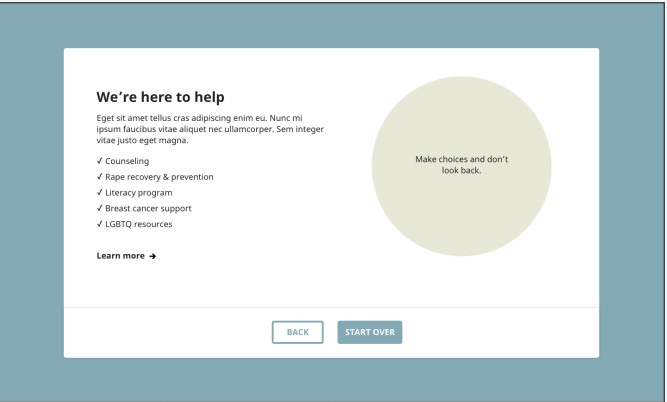 We're here to help
Eget sit amet tellus cras adipiscing enim eu. Nunc mi
ipsum faucibus vitae aliquet nec ullamcorper. Sem integer
vitae justo eget magna.
✓ Counseling
✓ Rape recovery & prevention
✓ Literacy program
✓ Breast cancer support
✓ LGBTQ resources
Learn more →
Make choices and don't
look back.
BACK
START OVER